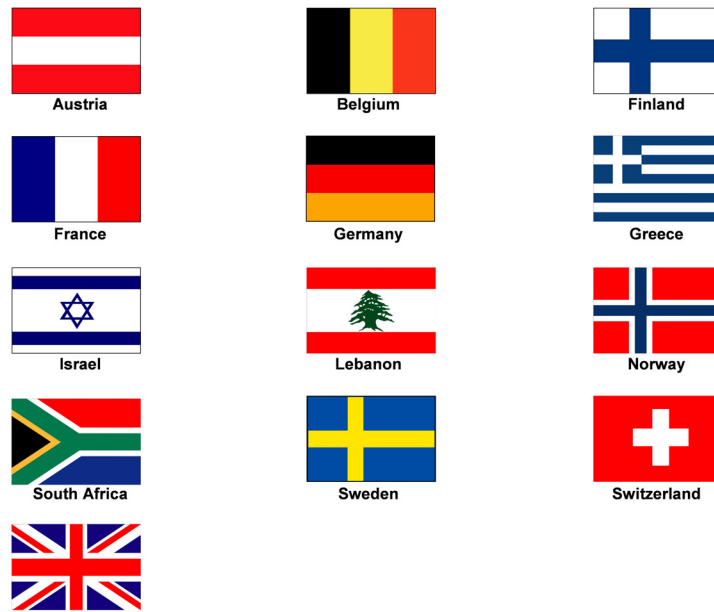 Austria
Belgium
Finland
France
Germany
Greece
Israel
Lebanon
Norway
South Africa
Sweden
Switzerland